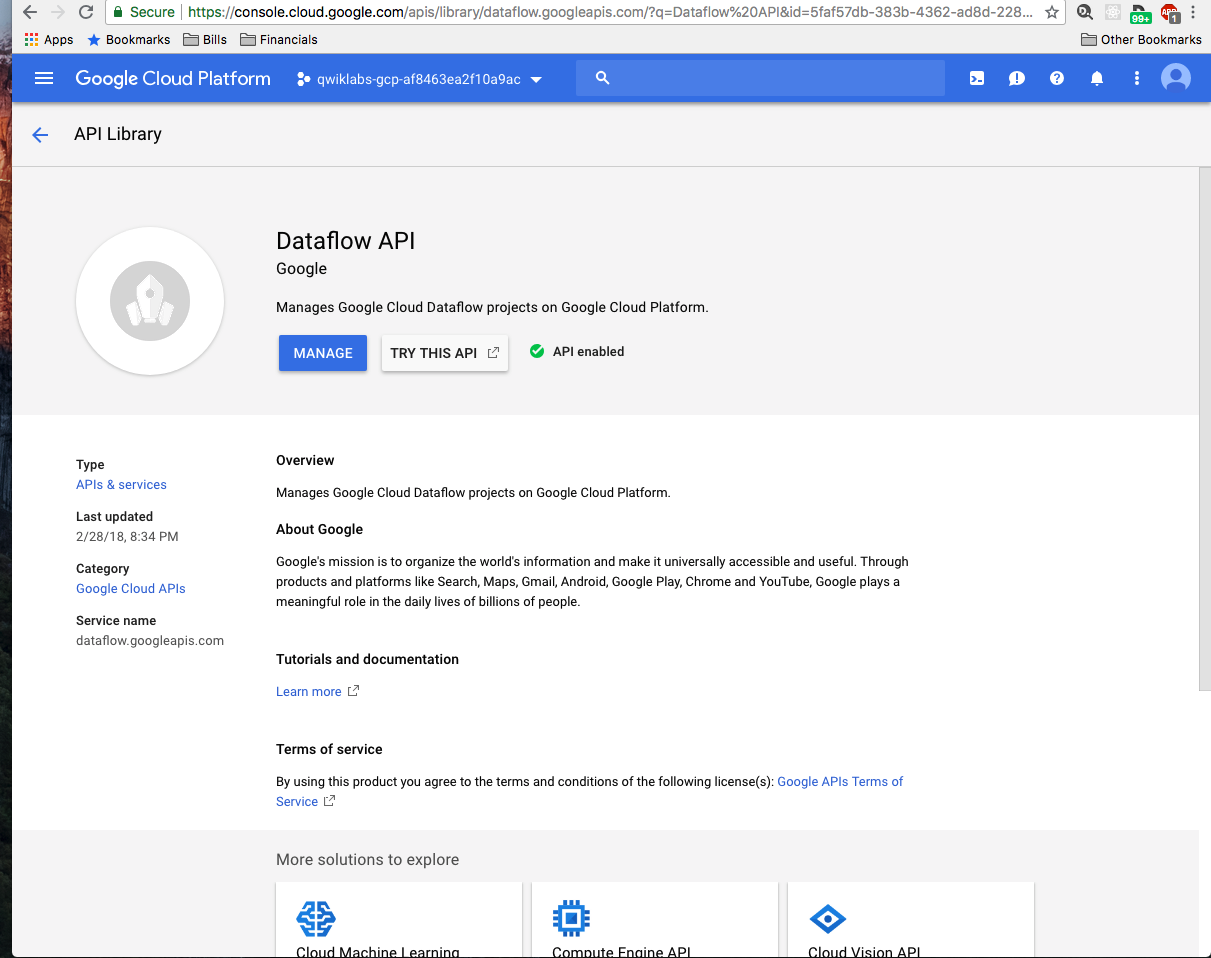 Secure https://console.cloud.google.com/apis/library/dataflow.googleapis.com/?q=Dataflow%20API&id=5faf57db-383b-4362-ad8d-228...
99+ 1
Apps Bookmarks Bills Financials Other Bookmarks
Google Cloud Platform qwiklabs-gcp-af8463ea2f10a9ac
API Library
Dataflow API
Google
Manages Google Cloud Dataflow projects on Google Cloud Platform.
MANAGE TRY THIS API API enabled
Type
APIs & services
Last updated
2/28/18, 8:34 PM
Category
Google Cloud APIs
Service name
dataflow.googleapis.com
Overview
Manages Google Cloud Dataflow projects on Google Cloud Platform.
About Google
Google's mission is to organize the world's information and make it universally accessible and useful. Through
products and platforms like Search, Maps, Gmail, Android, Google Play, Chrome and YouTube, Google plays a
meaningful role in the daily lives of billions of people.
Tutorials and documentation
Learn more
Terms of service
By using this product you agree to the terms and conditions of the following license(s): Google APIs Terms of
Service
More solutions to explore
Cloud Machine Learning Compute Engine API Cloud Vision API